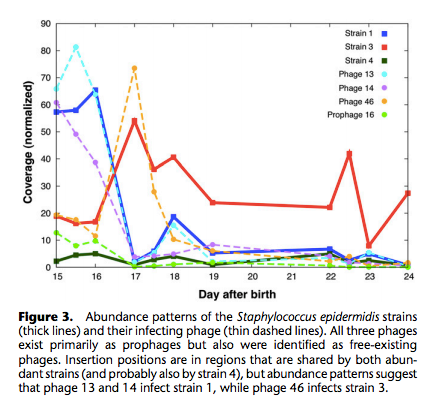 90
80
70
60
50
40
30
20
10
0
Coverage (normalized)
Strain 1
Strain 3
Strain 4
Phage 13
Phage 14
Phage 46
Prophage 16
15 16 17 18 19 20 21 22 23 24
Day after birth
Figure 3. Abundance patterns of the Staphylococcus epidermidis strains
(thick lines) and their infecting phage (thin dashed lines). All three phages
exist primarily as prophages but also were identified as free-existing
phages. Insertion positions are in regions that are shared by both abun-
dant strains (and probably also by strain 4), but abundance patterns suggest
that phage 13 and 14 infect strain 1, while phage 46 infects strain 3.